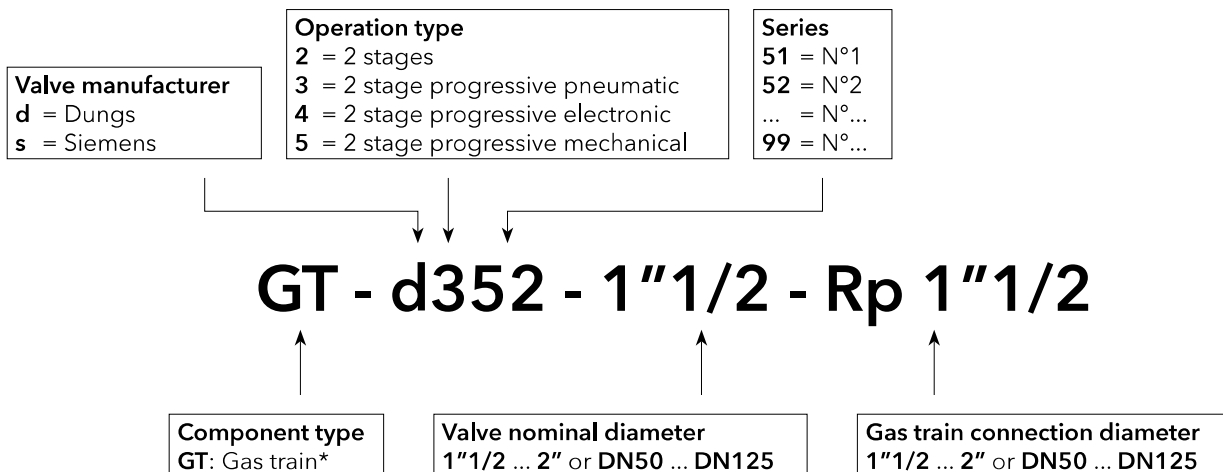 Valve manufacturer
d = Dungs
s = Siemens
Operation type
2 = 2 stages
3 = 2 stage progressive pneumatic
4 = 2 stage progressive electronic
5 = 2 stage progressive mechanical
Series
51 = N°1
52 = N°2
... = N°...
99 = N°...
GT - d352 - 1"1/2 - Rp 1"1/2
Component type
GT: Gas train*
Valve nominal diameter
1"1/2 ... 2" or DN50 ... DN125
Gas train connection diameter
1"1/2 ... 2" or DN50 ... DN125